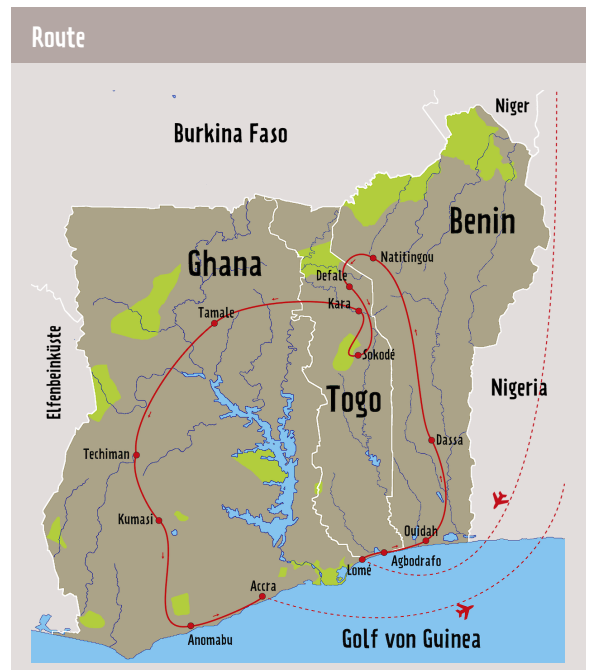 Route
Niger
Burkina Faso
Benin
Ghana
Natitingou
Defale
Kara
Tamale
Elfenbeinküste
Sokodé
Nigeria
Togo
Dassa
Techiman
Kumasi
Ouidah
Agbodrafo
Lomé
Accra
Anomabu
Golf von Guinea